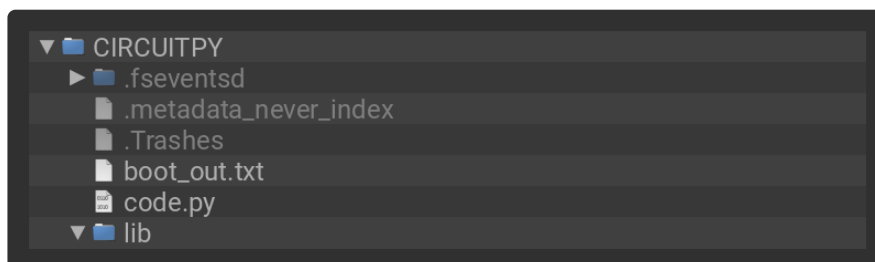 CIRCUITPY
.fseventsd
.metadata_never_index
.Trashes
boot_out.txt
code.py
lib